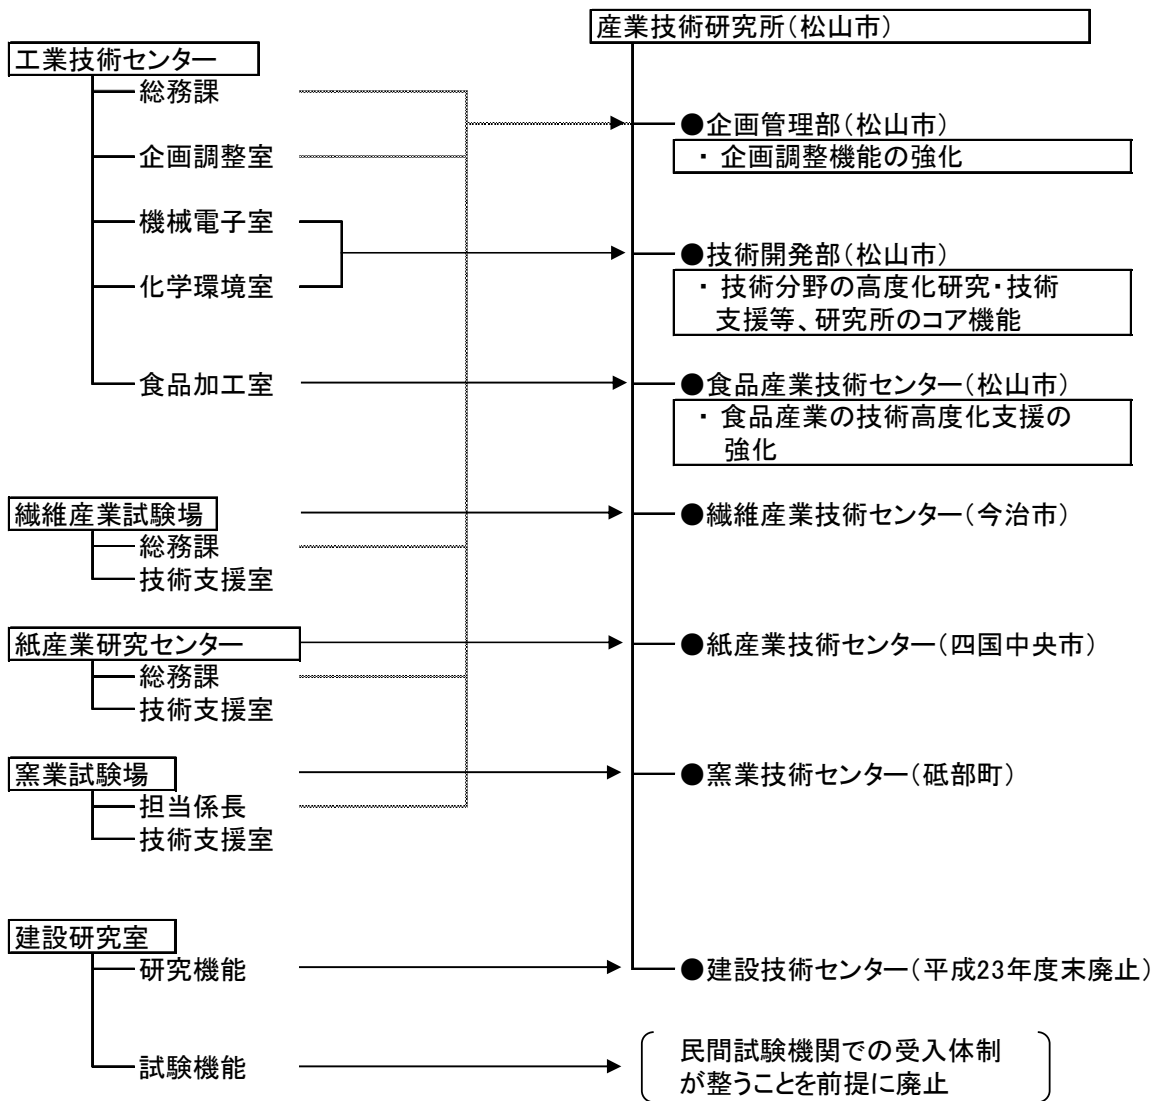 産業技術研究所(松山市)
工業技術センター
総務課
企画調整室
機械電子室
化学環境室
食品加工室
繊維産業試験場
総務課
技術支援室
紙産業研究センター
総務課
技術支援室
窯業試験場
担当係長
技術支援室
建設研究室
研究機能
試験機能
●企画管理部(松山市)
・ 企画調整機能の強化
●技術開発部(松山市)
・ 技術分野の高度化研究・技術
支援等、研究所のコア機能
●食品産業技術センター(松山市)
・ 食品産業の技術高度化支援の
強化
●繊維産業技術センター(今治市)
●紙産業技術センター(四国中央市)
●窯業技術センター(砥部町)
●建設技術センター(平成23年度末廃止)
民間試験機関での受入体制
が整うことを前提に廃止